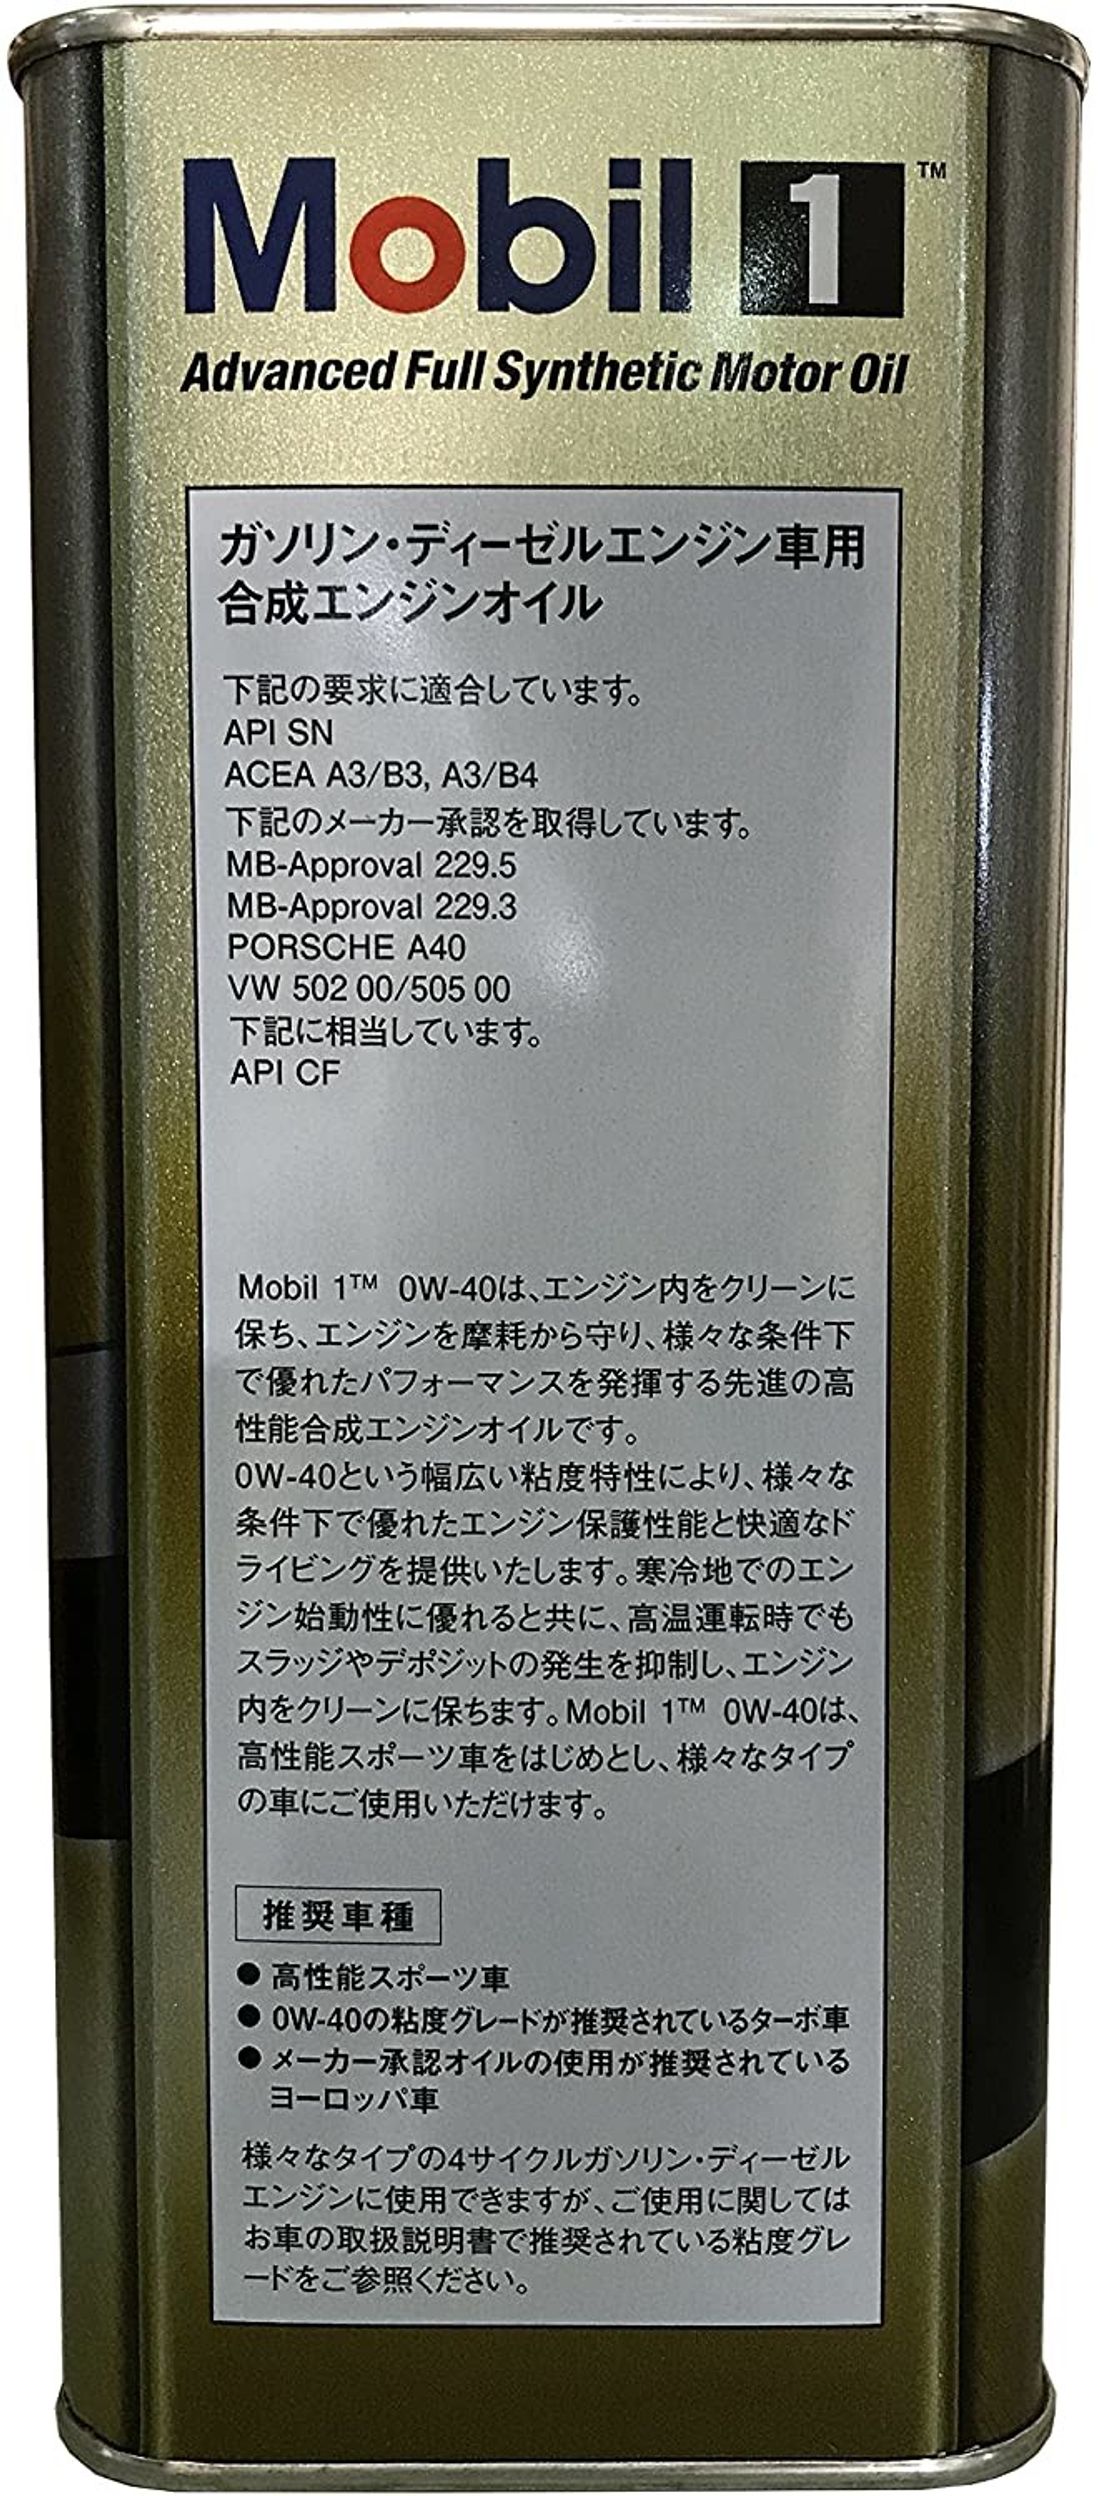 Mobil 1™
Advanced Full Synthetic Motor Oil
ガソリン・ディーゼルエンジン車用
合成エンジンオイル
下記の要求に適合しています。
API SN
ACEA A3/B3, A3/B4
下記のメーカー承認を取得しています。
MB-Approval 229.5
MB-Approval 229.3
PORSCHE A40
VW 502 00/505 00
下記に相当しています。
API CF
Mobil 1™ 0W-40は、エンジン内をクリーンに
保ち、エンジンを摩耗から守り、様々な条件下
で優れたパフォーマンスを発揮する先進の高
性能合成エンジンオイルです。
0W-40という幅広い粘度特性により、様々な
条件下で優れたエンジン保護性能と快適なド
ライビングを提供いたします。寒冷地でのエン
ジン始動性に優れると共に、高温運転時でも
スラッジやデポジットの発生を抑制し、エンジン
内をクリーンに保ちます。Mobil 1™ 0W-40は、
高性能スポーツ車をはじめとし、様々なタイプ
の車にご使用いただけます。
推奨車種
● 高性能スポーツ車
● 0W-40の粘度グレードが推奨されているターボ車
● メーカー承認オイルの使用が推奨されている
ヨーロッパ車
様々なタイプの4サイクルガソリン・ディーゼル
エンジンに使用できますが、ご使用に関しては
お車の取扱説明書で推奨されている粘度グレ
ードをご参照ください。